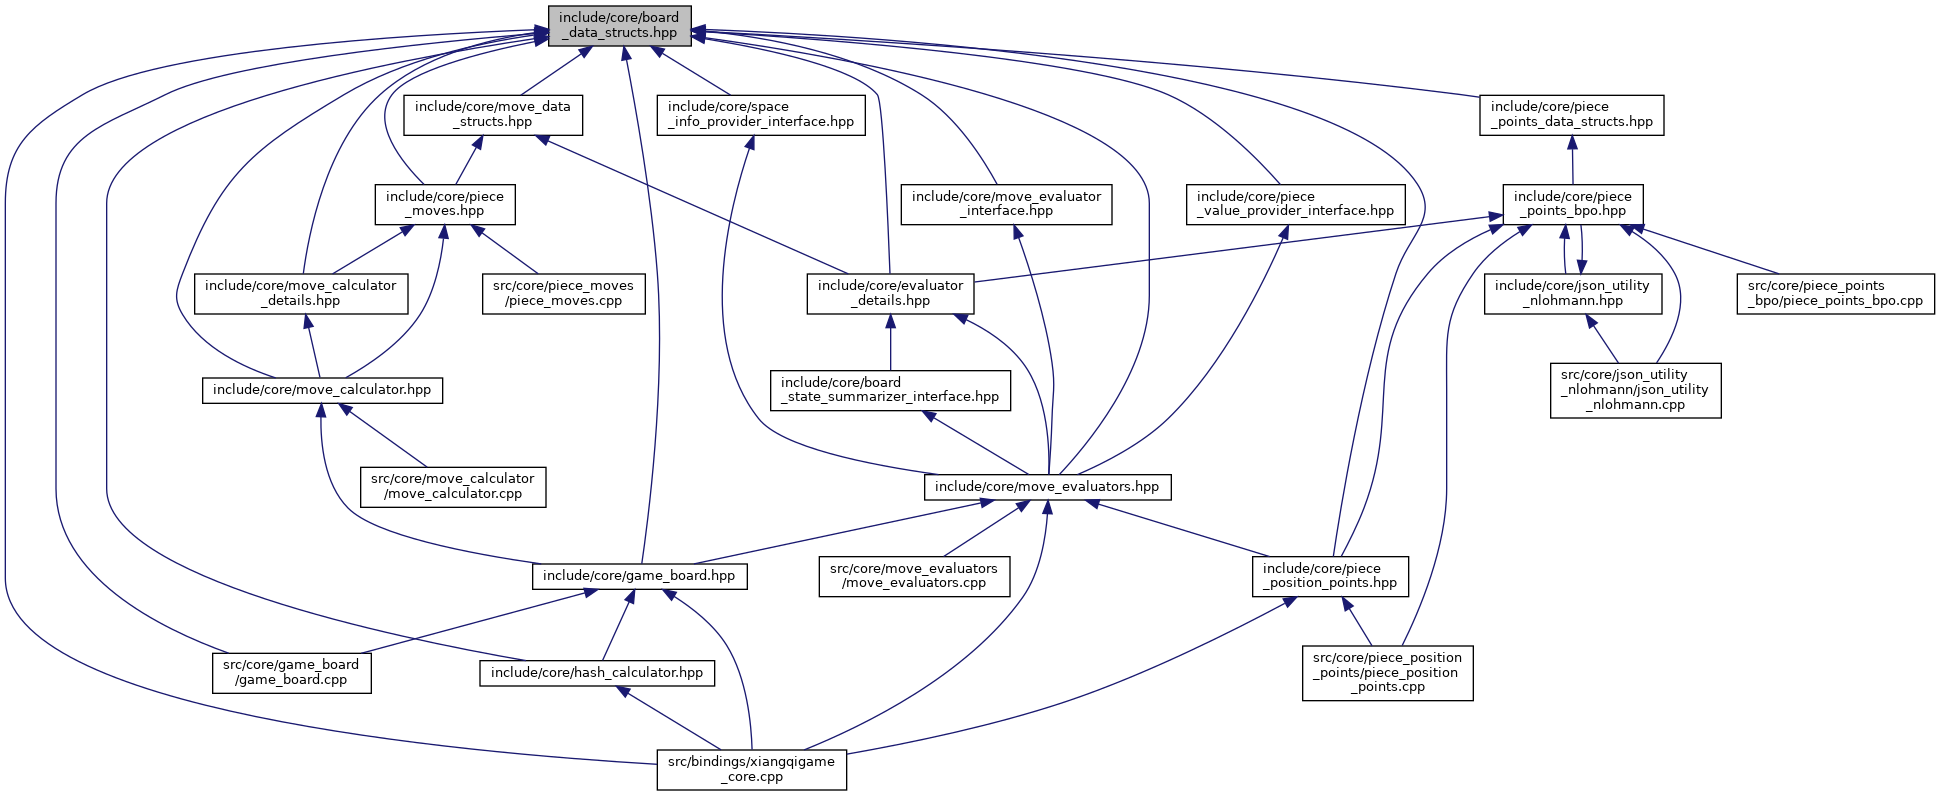 include/core/board
_data_structs.hpp
include/core/move_data
_structs.hpp
include/core/space
_info_provider_interface.hpp
include/core/piece
_points_data_structs.hpp
include/core/piece
_moves.hpp
include/core/move_evaluator
_interface.hpp
include/core/piece
_value_provider_interface.hpp
include/core/piece
_points_bpo.hpp
include/core/move_calculator
_details.hpp
src/core/piece_moves
/piece_moves.cpp
include/core/evaluator
_details.hpp
include/core/json_utility
_nlohmann.hpp
src/core/piece_points
_bpo/piece_points_bpo.cpp
include/core/move_calculator.hpp
include/core/board
_state_summarizer_interface.hpp
src/core/json_utility
_nlohmann/json_utility
_nlohmann.cpp
src/core/move_calculator
/move_calculator.cpp
include/core/move_evaluators.hpp
include/core/game_board.hpp
src/core/move_evaluators
/move_evaluators.cpp
include/core/piece
_position_points.hpp
src/core/game_board
/game_board.cpp
include/core/hash_calculator.hpp
src/core/piece_position
_points/piece_position
_points.cpp
src/bindings/xiangqigame
_core.cpp